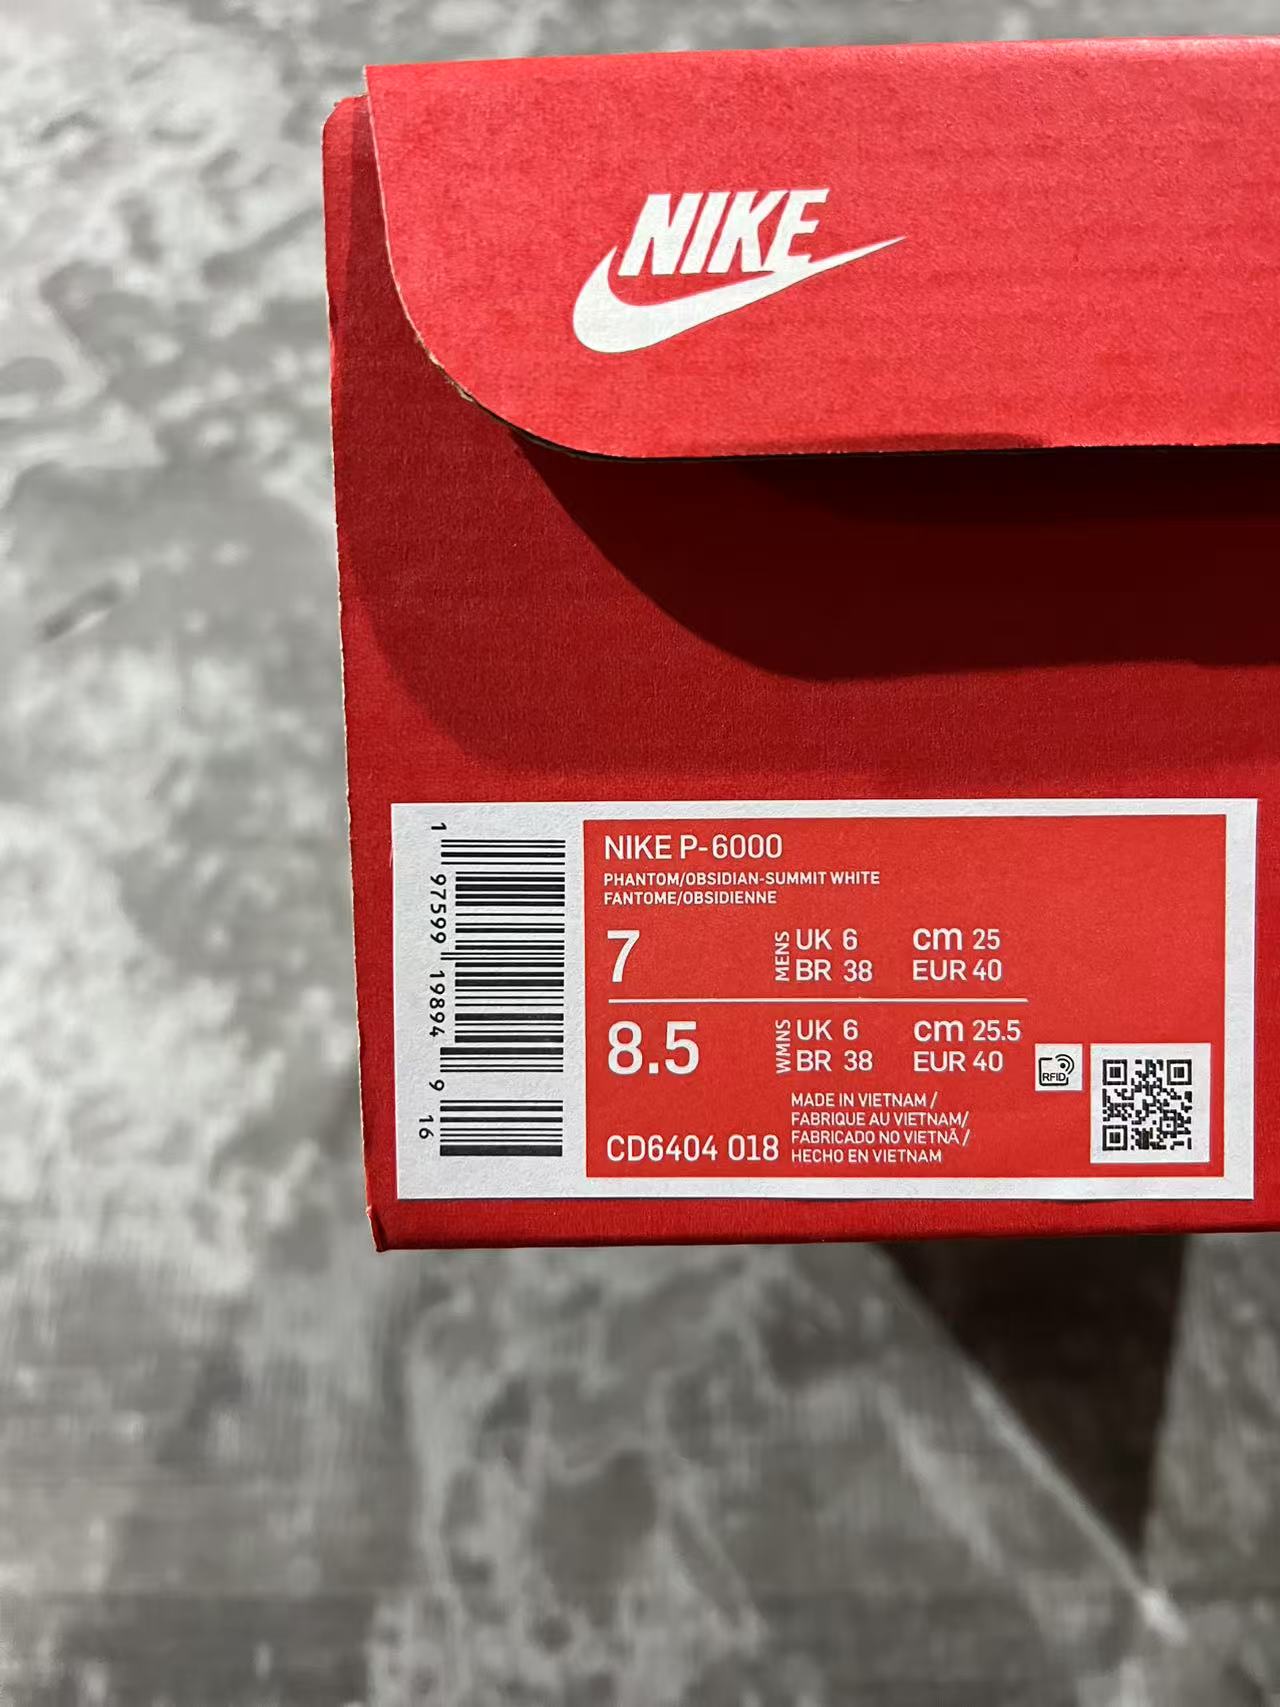 NIKE
1 97599 19894 9 16
NIKE P-6000
PHANTOM/OBSIDIAN-SUMMIT WHITE
FANTOME/OBSIDIENNE
7 MENS UK 6 cm 25
BR 38 EUR 40
8.5 WMNS UK 6 cm 25.5
BR 38 EUR 40
RFID
MADE IN VIETNAM /
FABRIQUE AU VIETNAM/
FABRICADO NO VIETNÃ /
HECHO EN VIETNAM
CD6404 018